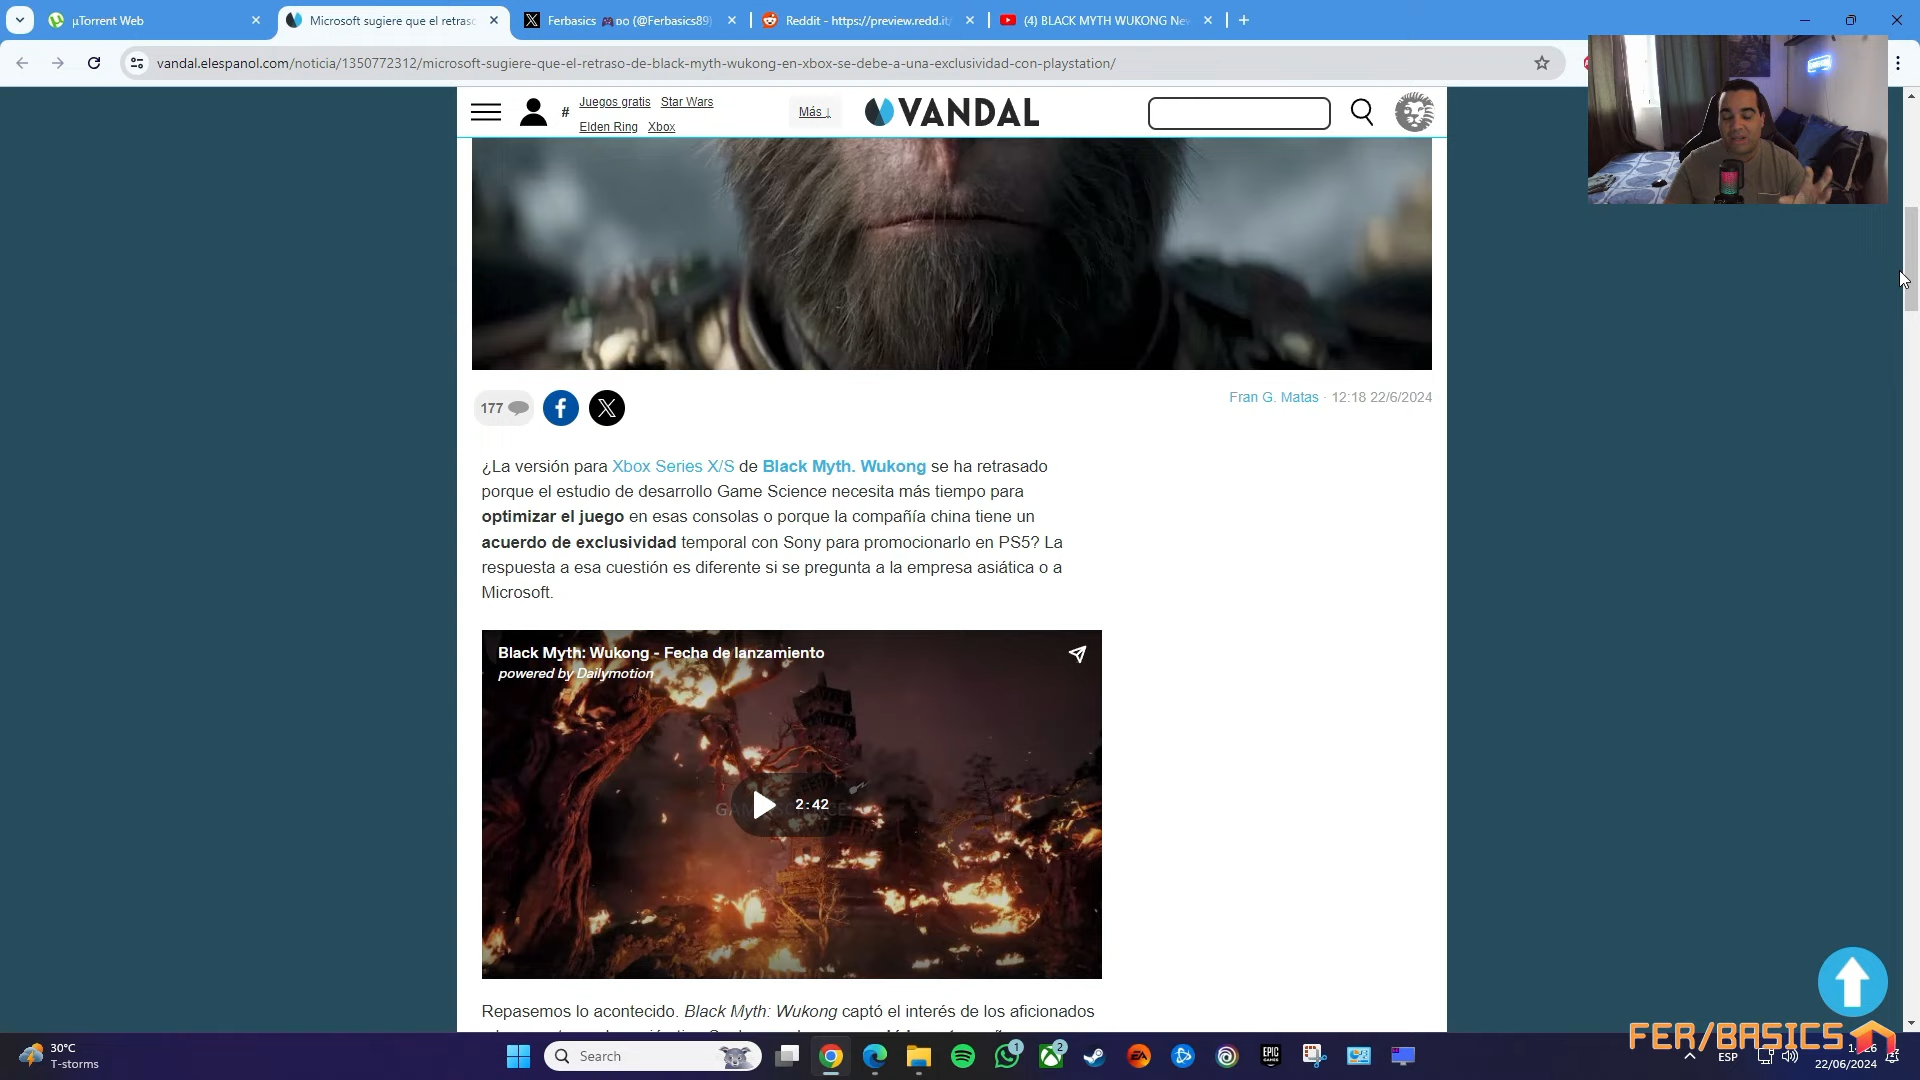 µTorrent Web
Microsoft sugiere que el retraso
Ferbasics
(@Ferbasics89)
Reddit - https://preview.redd.it/
(4) BLACK MYTH WUKONG Nev
vandal.elespanol.com/noticia/1350772312/microsoft-sugiere-que-el-retraso-de-black-myth-wukong-en-xbox-se-debe-a-una-exclusividad-con-playstation/
# Juegos gratis Star Wars
Elden Ring Xbox
Más ↓
VANDAL
177
Fran G. Matas · 12:18 22/6/2024
¿La versión para Xbox Series X/S de Black Myth. Wukong se ha retrasado
porque el estudio de desarrollo Game Science necesita más tiempo para
optimizar el juego en esas consolas o porque la compañía china tiene un
acuerdo de exclusividad temporal con Sony para promocionarlo en PS5? La
respuesta a esa cuestión es diferente si se pregunta a la empresa asiática o a
Microsoft.
Black Myth: Wukong - Fecha de lanzamiento
powered by Dailymotion
2:42
Repasemos lo acontecido. Black Myth: Wukong captó el interés de los aficionados
FER/BASICS
30°C
T-storms
Search
1
2
EA
EPIC
GAMES
ESP
22/06/2024